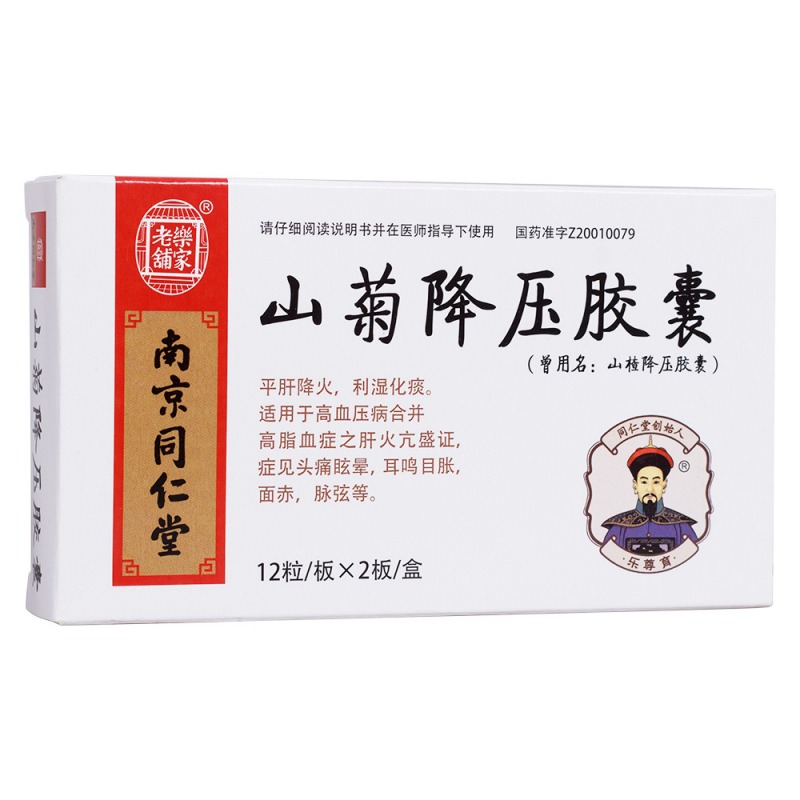 老樂家舖
®
南京同仁堂
请仔细阅读说明书并在医师指导下使用 国药准字Z20010079
山菊降压胶囊
(曾用名：山楂降压胶囊)
平肝降火，利湿化痰。
适用于高血压病合并
高脂血症之肝火亢盛证，
症见头痛眩晕，耳鸣目胀，
面赤，脉弦等。
12粒/板×2板/盒
同仁堂创始人
®
·乐尊育·
山菊降压胶囊